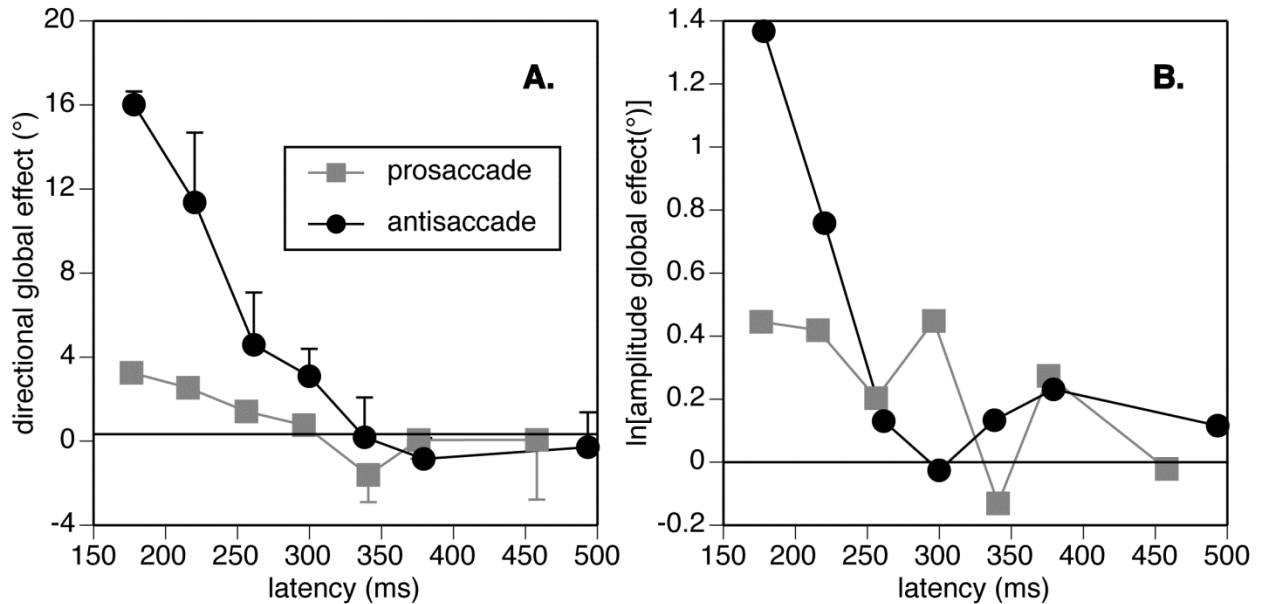 A.
directional global effect (°)
20
16
12
8
4
0
-4
prosaccade
antisaccade
150 200 250 300 350 400 450 500
latency (ms)
B.
ln[amplitude global effect(°)]
1.4
1.2
1
0.8
0.6
0.4
0.2
0
-0.2
150 200 250 300 350 400 450 500
latency (ms)